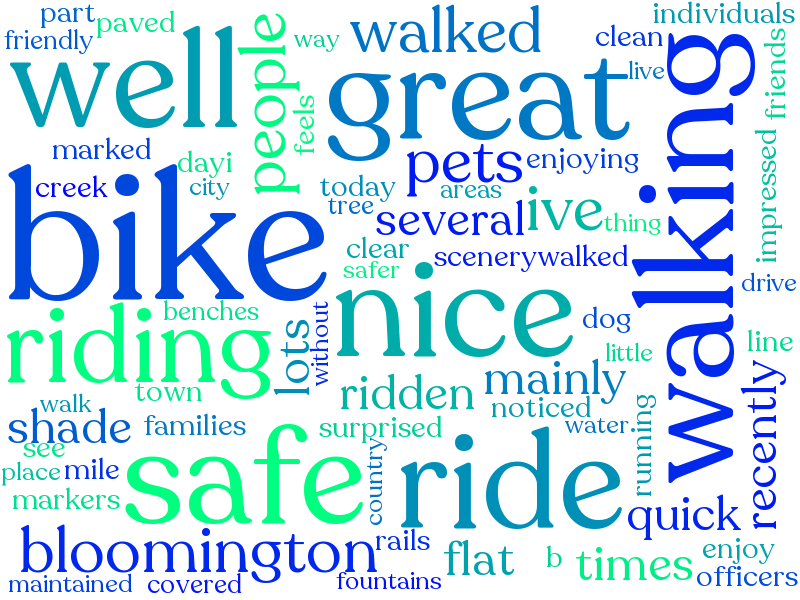 part
paved
friendly
well
people
way
feels
walked
great
individuals
clean
live
walking
friends
impressed
marked
dayi
creek
city
pets
enjoying
today
areas
tree
several
ive
thing
bike
clear
scenerywalked
safer
drive
benches
riding
lots
without
nice
dog
little
line
town
ridden
mainly
noticed
walk
shade
families
surprised
water
running
recently
see
place
mile
safe
country
ride
markers
quick
bloomington
rails
flat
b
times
enjoy
officers
maintained
covered
fountains